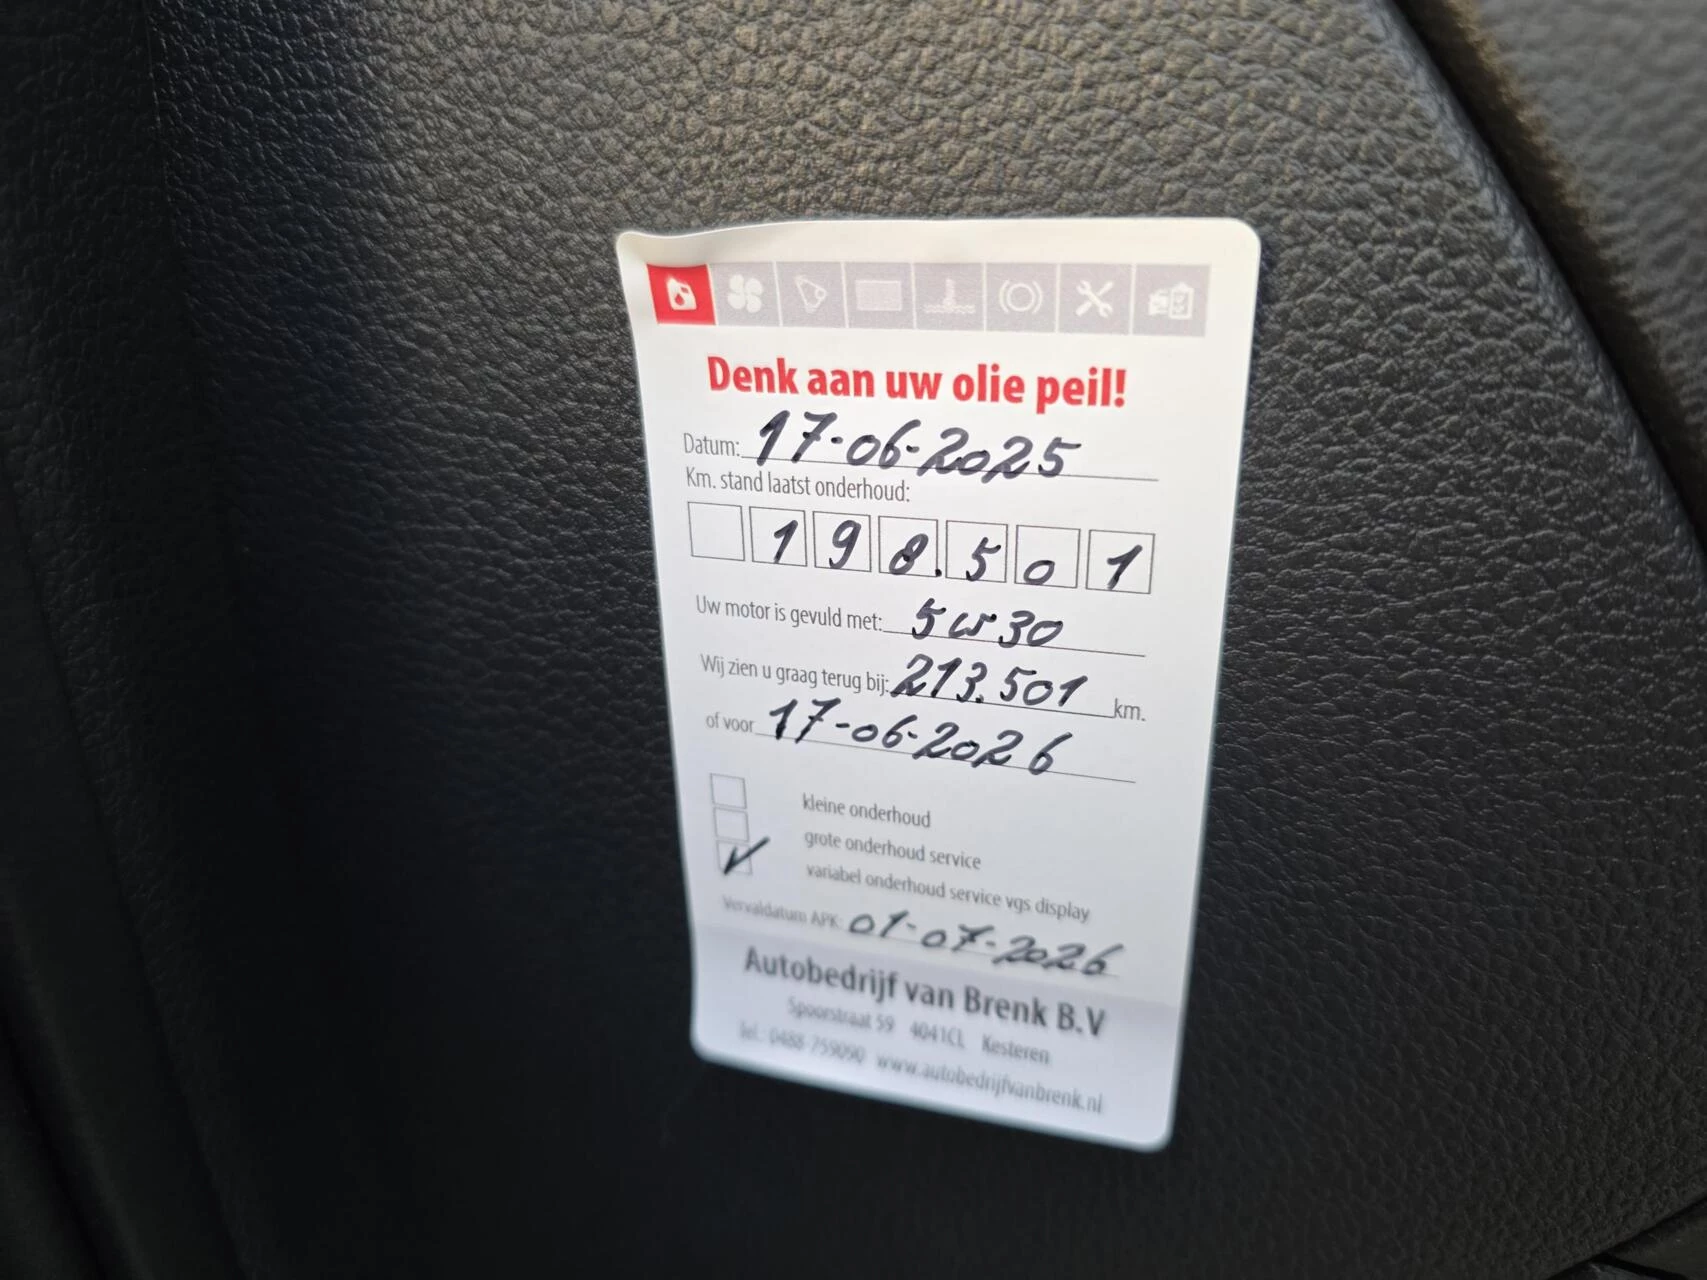 Denk aan uw olie peil!
Datum: 17-06-2025
Km. stand laatst onderhoud:
198.501
Uw motor is gevuld met: 5w30
Wij zien u graag terug bij: 213.501 km.
of voor 17-06-2026
kleine onderhoud
grote onderhoud service
variabel onderhoud service vgs display
Vervaldatum APK: 01-07-2026
Autobedrijf van Brenk B.V
Spoorstraat 59 4041CL Kesteren
Tel.: 0488-759090 www.autobedrijfvanbrenk.nl